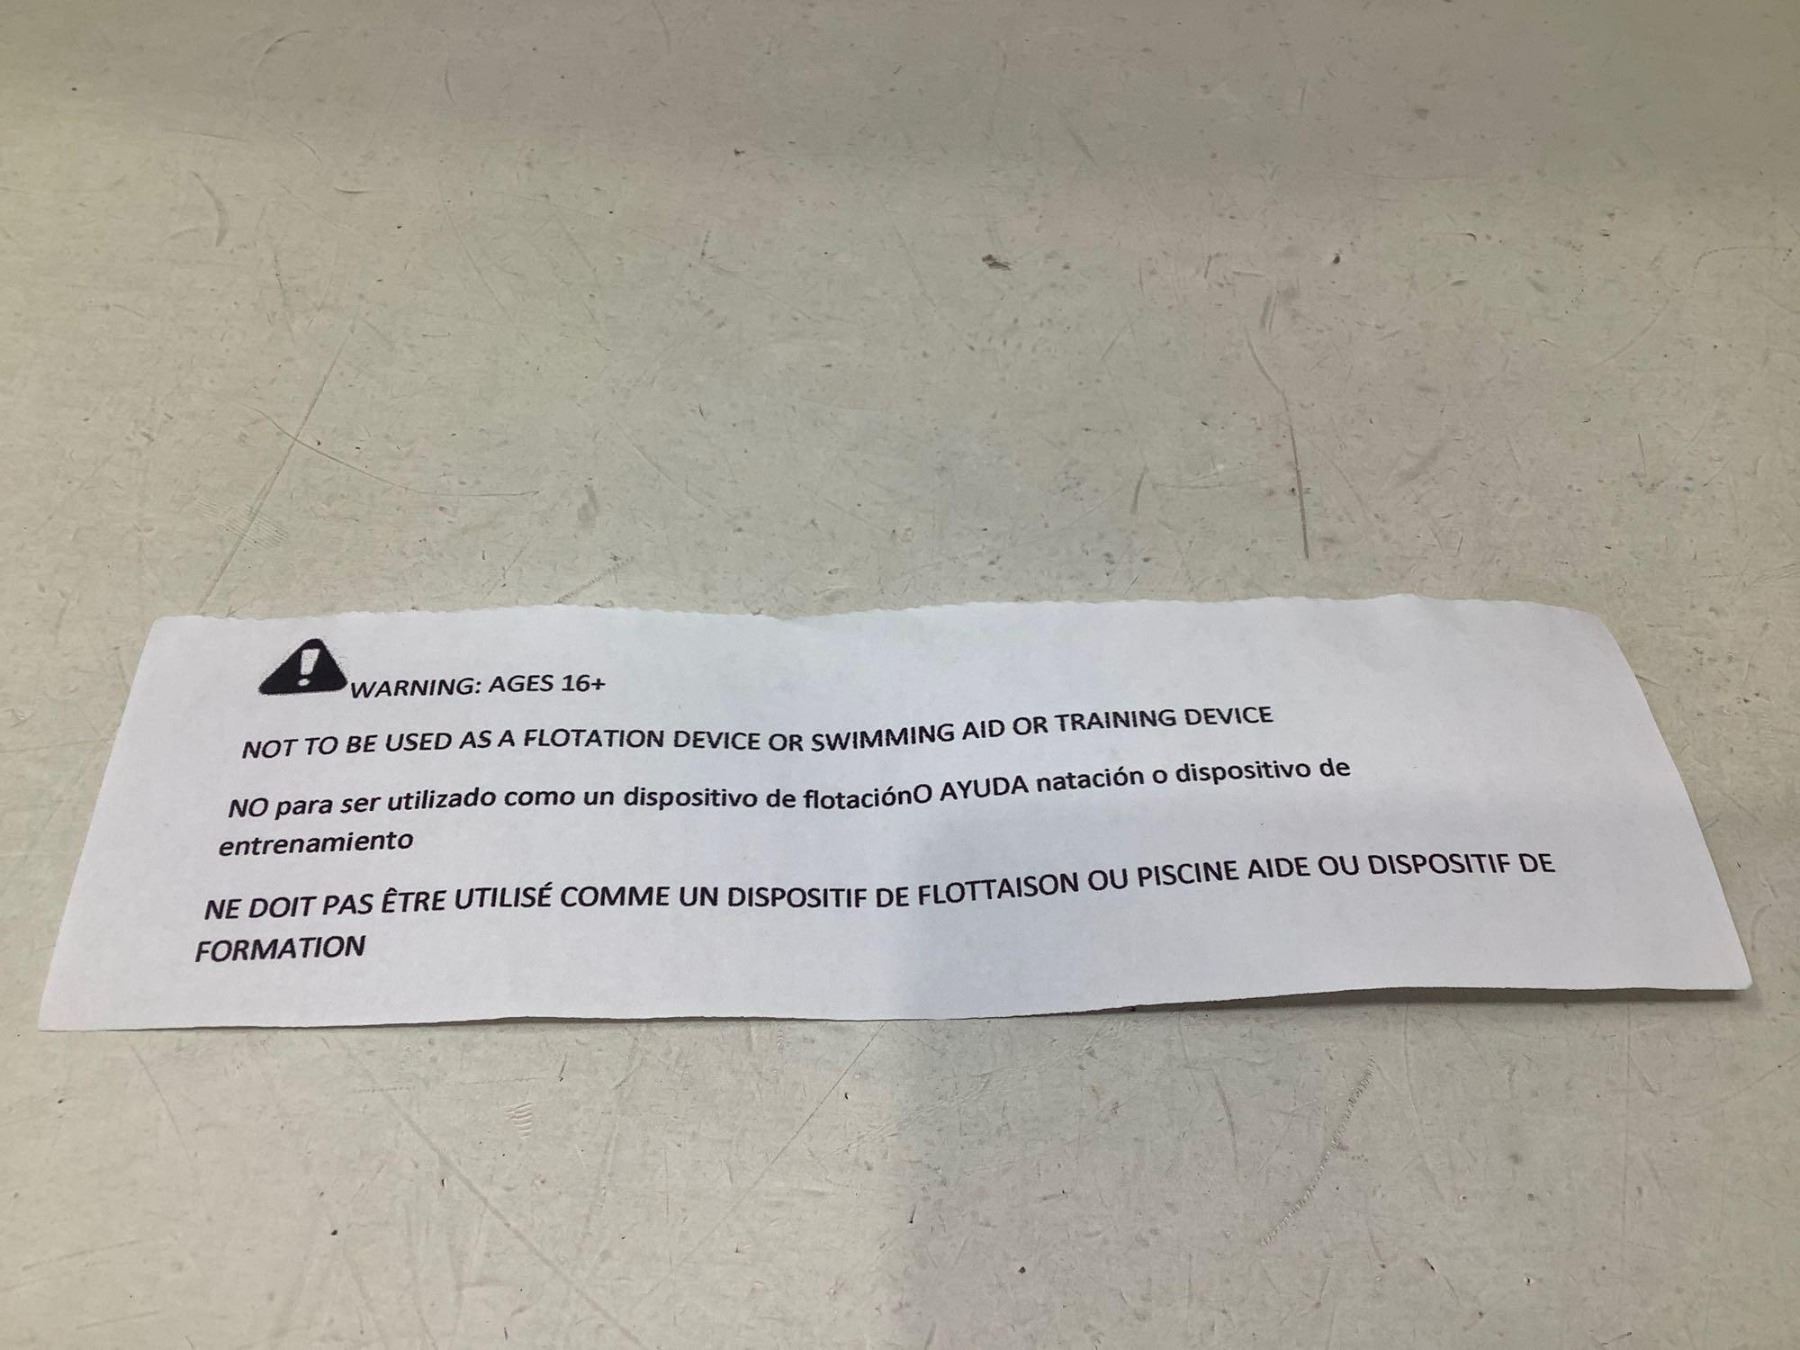 WARNING: AGES 16+
NOT TO BE USED AS A FLOTATION DEVICE OR SWIMMING AID OR TRAINING DEVICE
NO para ser utilizado como un dispositivo de flotaciónO AYUDA natación o dispositivo de
entrenamiento
NE DOIT PAS ÊTRE UTILISÉ COMME UN DISPOSITIF DE FLOTTAISON OU PISCINE AIDE OU DISPOSITIF DE
FORMATION